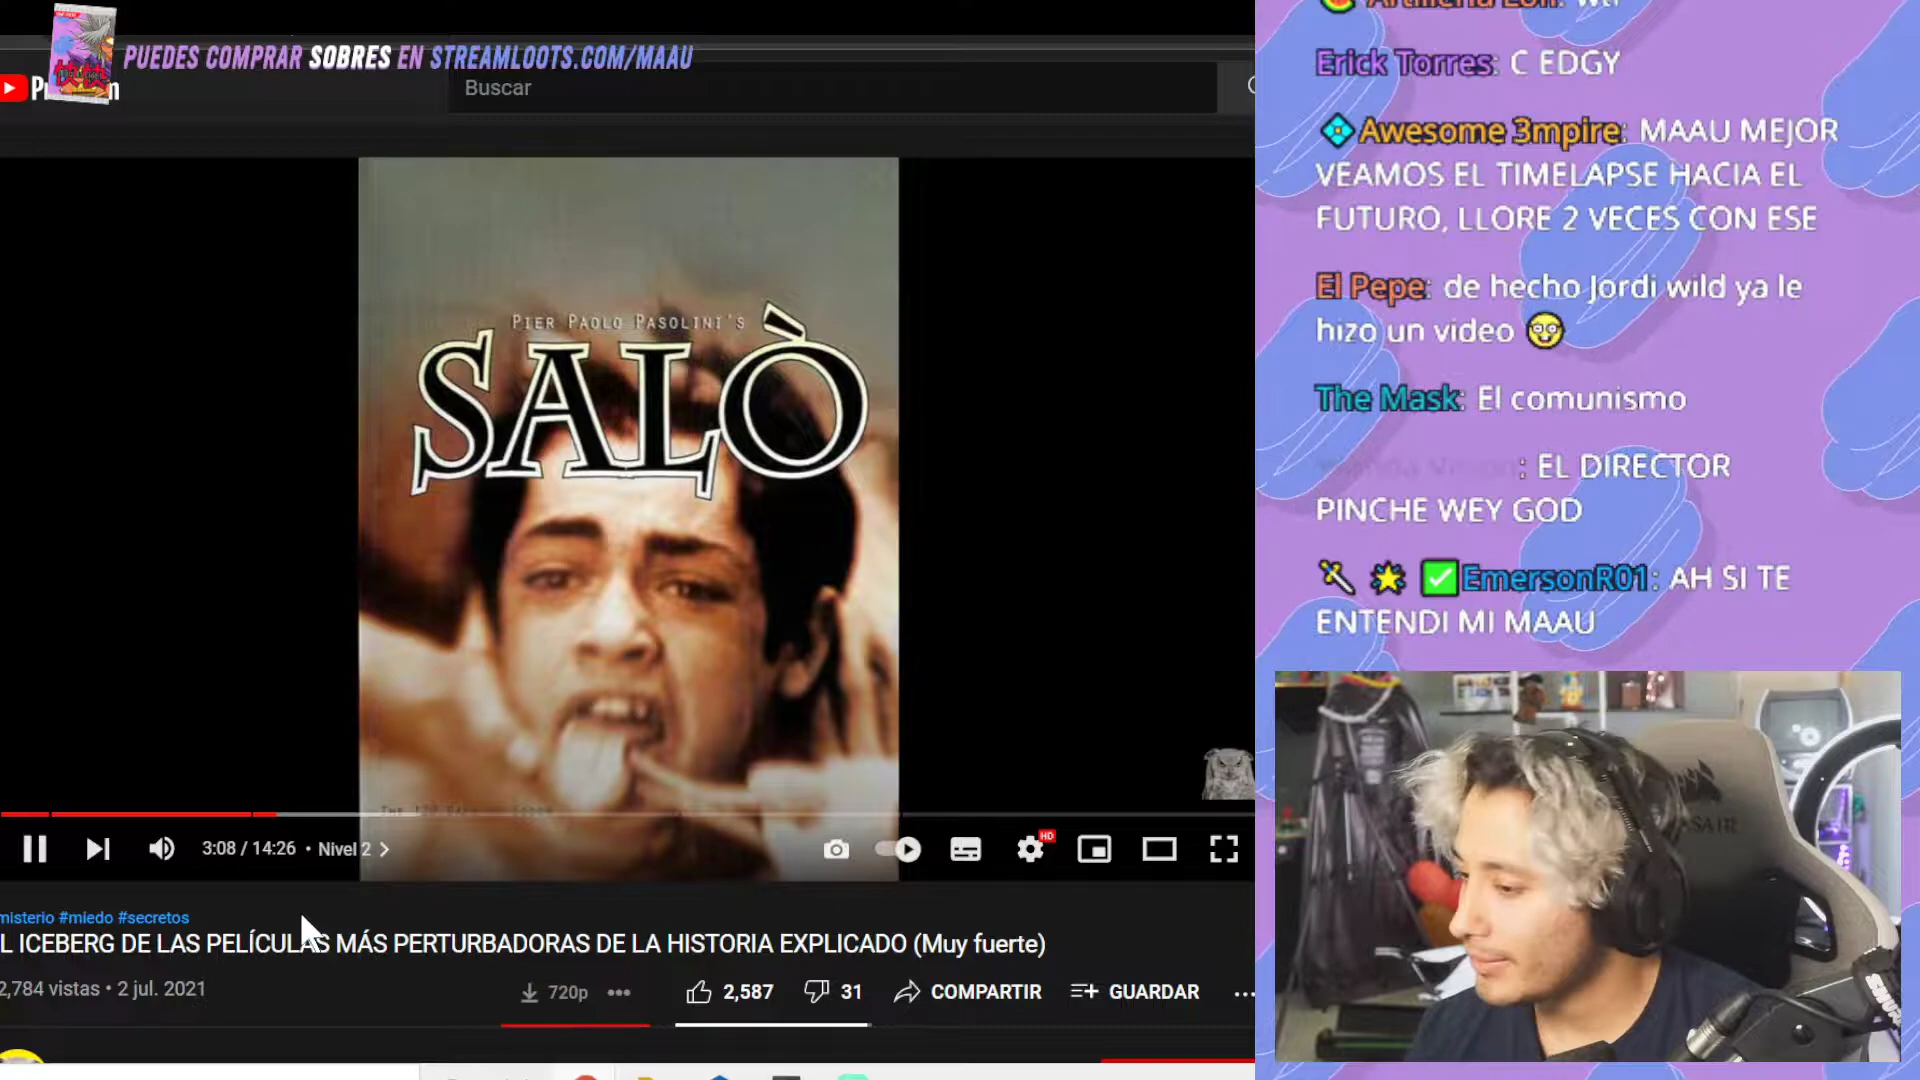 PUEDES COMPRAR SOBRES EN STREAMLOOTS.COM/MAAU
Buscar
PIER PAOLO PASOLINI'S
SALÒ
3:08 / 14:26 • Nivel 2
HD
misterio #miedo #secretos
L ICEBERG DE LAS PELÍCULAS MÁS PERTURBADORAS DE LA HISTORIA EXPLICADO (Muy fuerte)
2,784 vistas • 2 jul. 2021
720p
2,587
31
COMPARTIR
GUARDAR
Erick Torres: C EDGY
Awesome 3mpire: MAAU MEJOR
VEAMOS EL TIMELAPSE HACIA EL
FUTURO, LLORE 2 VECES CON ESE
El Pepe: de hecho Jordi wild ya le
hizo un video
The Mask: El comunismo
: EL DIRECTOR
PINCHE WEY GOD
EmersonR01: AH SI TE
ENTENDI MI MAAU